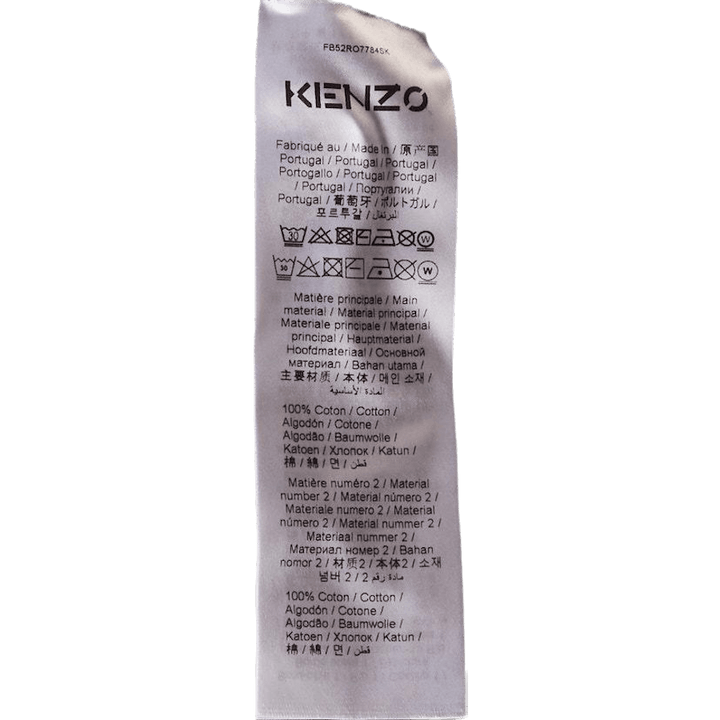 FB52RO7784SK
KENZO
Fabriqué au / Made in / 原产国
Portugal / Portugal / Portugal /
Portogallo / Portugal / Portugal
/ Portugal / Португалии /
Portugal / 葡萄牙 / ポルトガル /
포르투갈 / البرتغال
30 W
30 W
Matière principale / Main
material / Material principal /
Materiale principale / Material
principal / Hauptmaterial /
Hoofdmateriaal / Основной
материал / Bahan utama /
主要材质 / 本体 / 메인 소재 /
المادة الأساسية
100% Coton / Cotton /
Algodón / Cotone /
Algodão / Baumwolle /
Katoen / Хлопок / Katun /
棉 / 綿 / 면 / قطن
Matière numéro 2 / Material
number 2 / Material número 2 /
Materiale numero 2 / Material
número 2 / Material nummer 2 /
Materiaal nummer 2 /
Материал номер 2 / Bahan
nomor 2 / 材质2 / 本体2 / 소재
넘버 2 / مادة رقم 2
100% Coton / Cotton /
Algodón / Cotone /
Algodão / Baumwolle /
Katoen / Хлопок / Katun /
棉 / 綿 / 면 / قطن